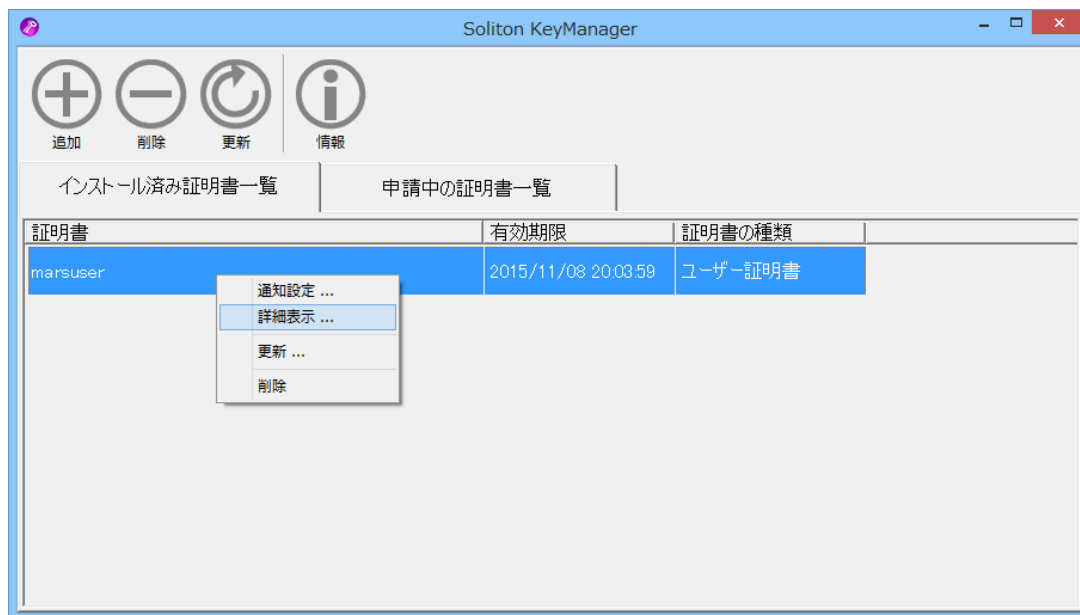 Soliton KeyManager
追加 削除 更新 情報
インストール済み証明書一覧 申請中の証明書一覧
証明書 有効期限 証明書の種類
marsuser 2015/11/08 20:03:59 ユーザー証明書
通知設定 ...
詳細表示 ...
更新 ...
削除